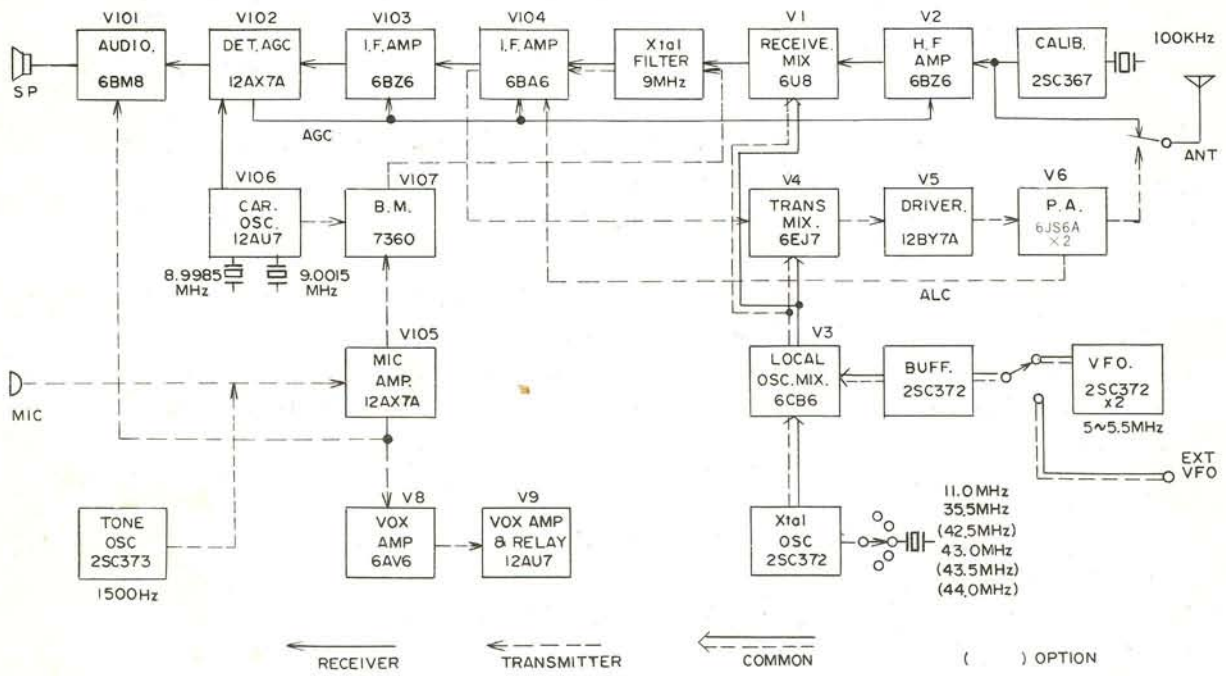 V101
AUDIO.
6BM8
V102
DET. AGC
12AX7A
V103
I.F. AMP
6BZ6
V104
I.F. AMP
6BA6
Xtal
FILTER
9MHz
V1
RECEIVE.
MIX
6U8
V2
H.F
AMP
6BZ6
CALIB.
2SC367
100KHz
SP
AGC
ANT
V106
CAR.
OSC.
12AU7
8.9985
MHz
9.0015
MHz
V107
B.M.
7360
V4
TRANS
MIX.
6EJ7
V5
DRIVER.
12BY7A
V6
P.A.
6JS6A
×2
ALC
V105
MIC
AMP.
12AX7A
MIC
V3
LOCAL
OSC. MIX.
6CB6
BUFF.
2SC372
VFO.
2SC372
x2
5~5.5MHz
EXT
VFO
TONE
OSC
2SC373
1500Hz
V8
VOX
AMP
6AV6
V9
VOX AMP
& RELAY
12AU7
Xtal
OSC
2SC372
11.0MHz
35.5MHz
(42.5MHz)
43.0MHz
(43.5MHz)
(44.0MHz)
RECEIVER
TRANSMITTER
COMMON
( ) OPTION